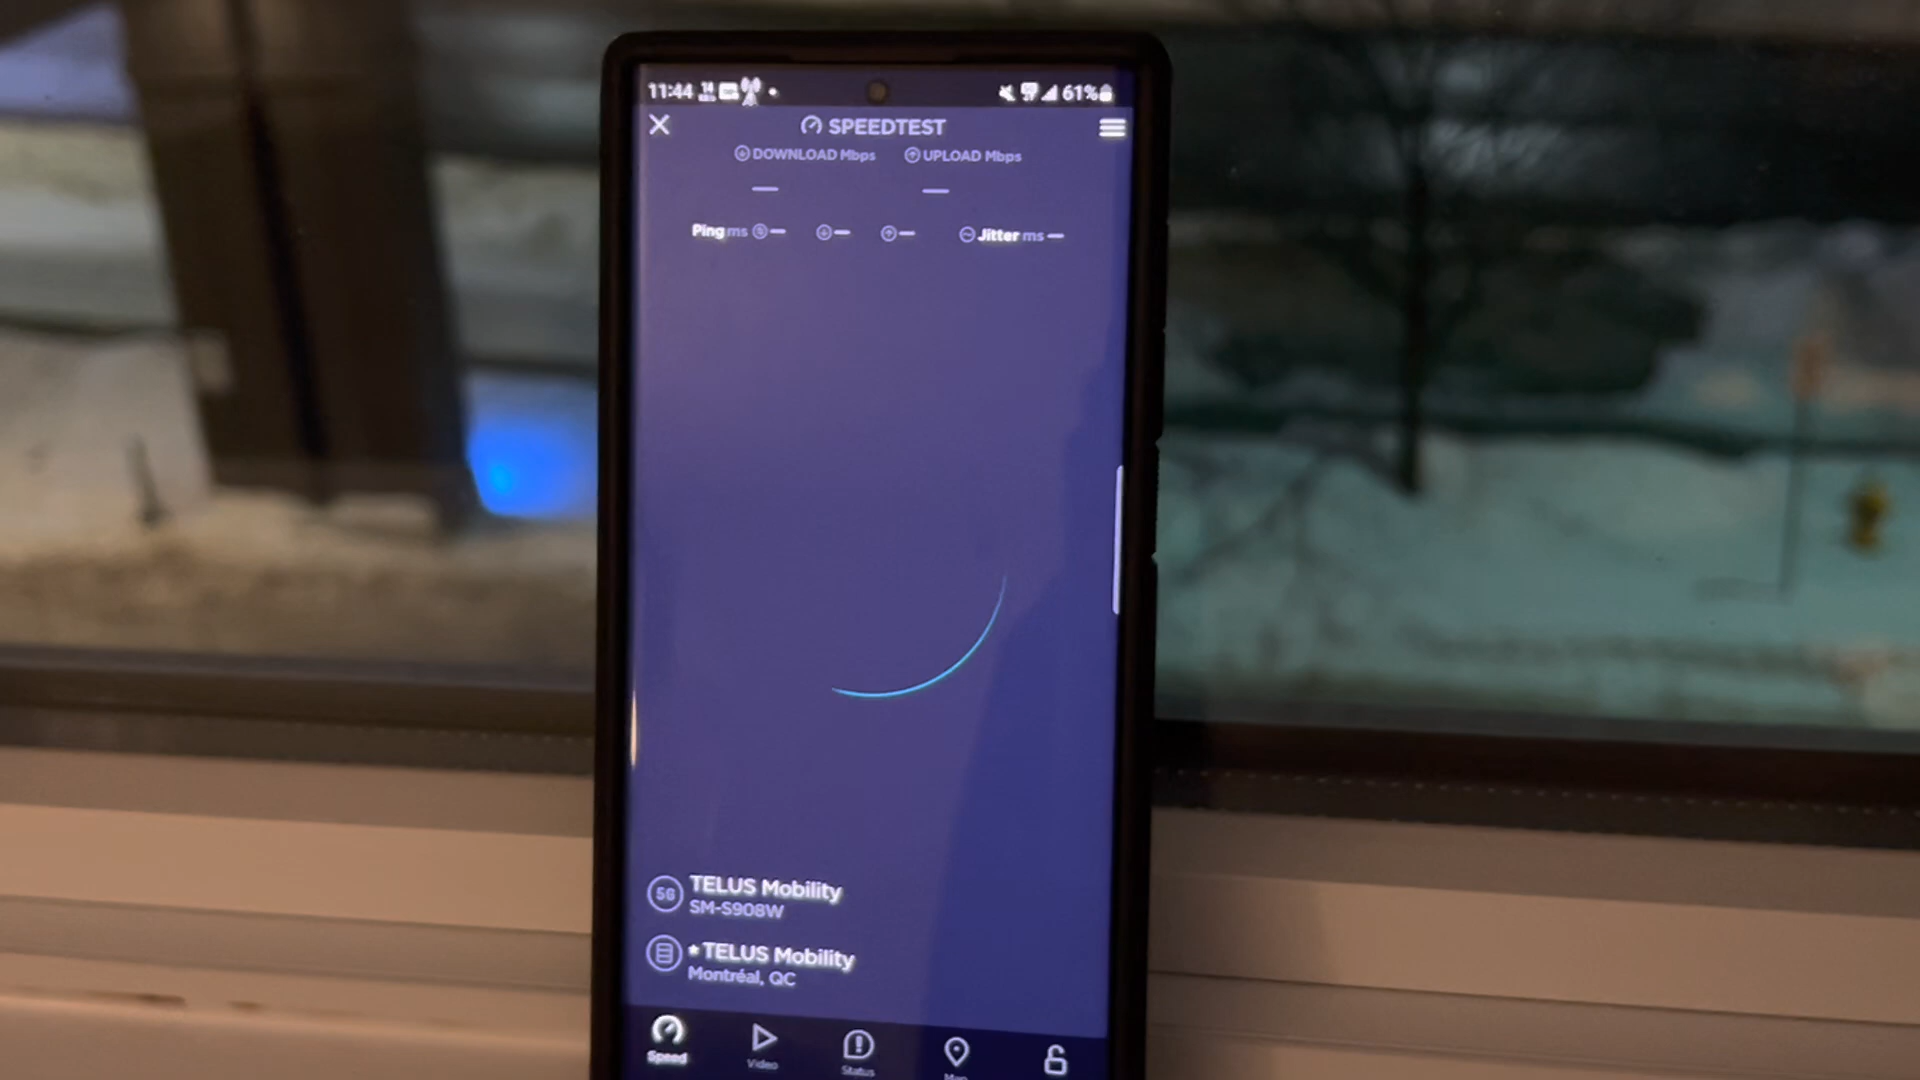 11:44 61%
SPEEDTEST
DOWNLOAD Mbps UPLOAD Mbps
— —
Ping ms — — — Jitter ms —
5G TELUS Mobility
SM-S908W
★ TELUS Mobility
Montréal, QC
Speed Video Status Map